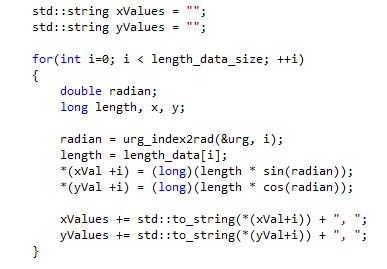 std::string xValues = "";
std::string yValues = "";
for(int i=0; i < length_data_size; ++i)
{
double radian;
long length, x, y;
radian = urg_index2rad(&urg, i);
length = length_data[i];
*(xVal +i) = (long)(length * sin(radian));
*(yVal +i) = (long)(length * cos(radian));
xValues += std::to_string(*(xVal+i)) + ", ";
yValues += std::to_string(*(yVal+i)) + ", ";
}